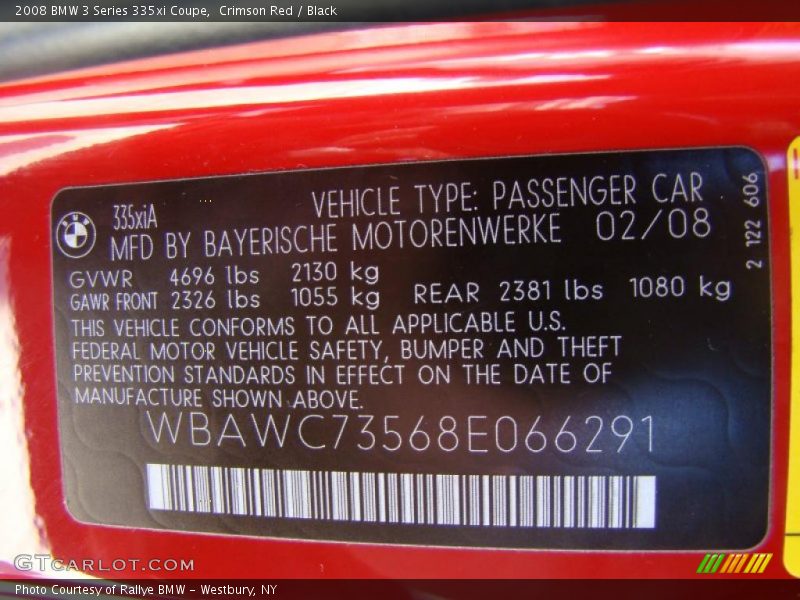 2008 BMW 3 Series 335xi Coupe, Crimson Red / Black
335xiA
VEHICLE TYPE: PASSENGER CAR
MFD BY BAYERISCHE MOTORENWERKE 02/08
GVWR 4696 lbs 2130 kg
GAWR FRONT 2326 lbs 1055 kg REAR 2381 lbs 1080 kg
THIS VEHICLE CONFORMS TO ALL APPLICABLE U.S.
FEDERAL MOTOR VEHICLE SAFETY, BUMPER AND THEFT
PREVENTION STANDARDS IN EFFECT ON THE DATE OF
MANUFACTURE SHOWN ABOVE.
WBAWC73568E066291
2 122 606
GTCARLOT.COM
Photo Courtesy of Rallye BMW - Westbury, NY